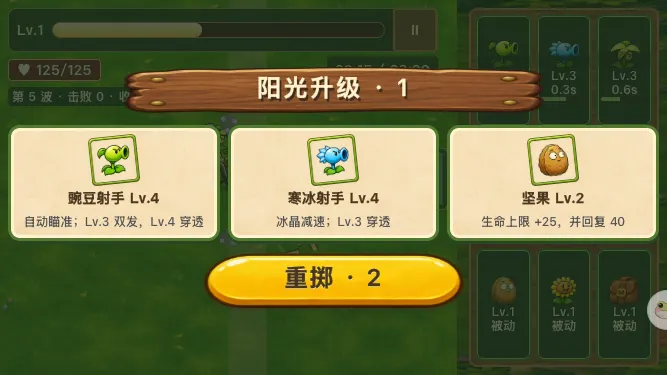 Lv.1
125/125
第 5 波 · 击败 0 · 收
Lv.3
0.3s
Lv.3
0.6s
阳光升级 · 1
豌豆射手 Lv.4
自动瞄准；Lv.3 双发，Lv.4 穿透
寒冰射手 Lv.4
冰晶减速；Lv.3 穿透
坚果 Lv.2
生命上限 +25，并回复 40
重掷 · 2
Lv.1
被动
Lv.1
被动
Lv.1
被动